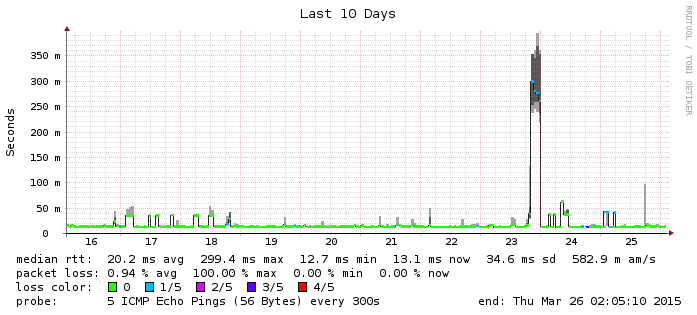 Last 10 Days
RRDTOOL / TOBI OETIKER
Seconds
350 m
300 m
250 m
200 m
150 m
100 m
50 m
0
16 17 18 19 20 21 22 23 24 25
median rtt: 20.2 ms avg 299.4 ms max 12.7 ms min 13.1 ms now 34.6 ms sd 582.9 m am/s
packet loss: 0.94 % avg 100.00 % max 0.00 % min 0.00 % now
loss color: 0 1/5 2/5 3/5 4/5
probe: 5 ICMP Echo Pings (56 Bytes) every 300s end: Thu Mar 26 02:05:10 2015